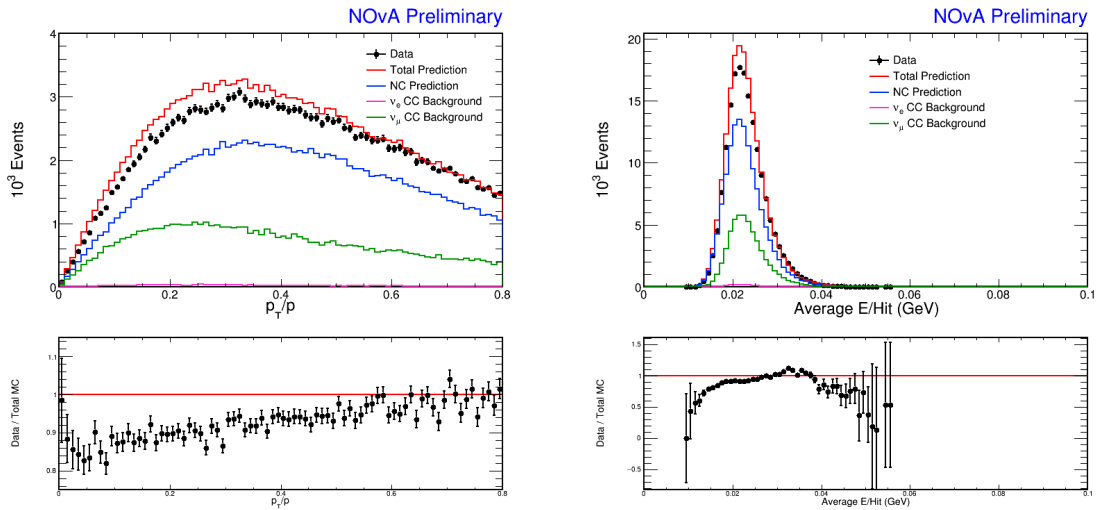 NOvA Preliminary
4
3
2
1
0
10³ Events
Data
Total Prediction
NC Prediction
νe CC Background
νμ CC Background
0 0.2 0.4 0.6 0.8
pT/p
1.1
1
0.9
0.8
Data / Total MC
0 0.2 0.4 0.6 0.8
pT/p
NOvA Preliminary
20
15
10
5
0
10³ Events
Data
Total Prediction
NC Prediction
νe CC Background
νμ CC Background
0 0.02 0.04 0.06 0.08 0.1
Average E/Hit (GeV)
1.5
1
0.5
0
−0.5
Data / Total MC
0 0.02 0.04 0.06 0.08 0.1
Average E/Hit (GeV)